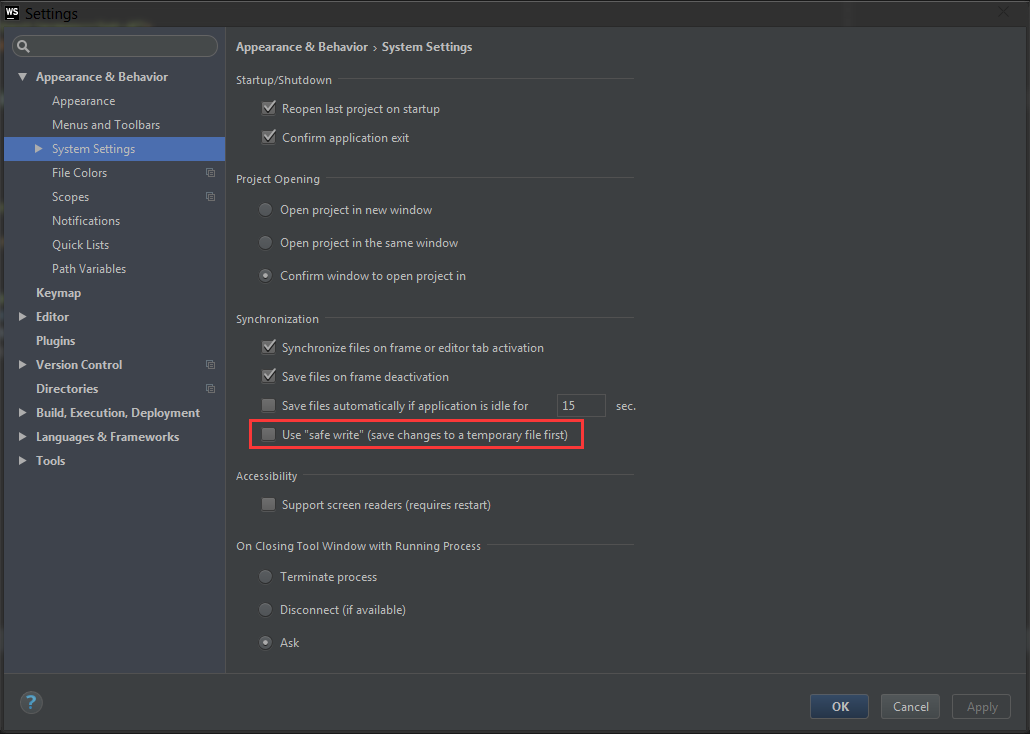 WS Settings
Appearance & Behavior
Appearance
Menus and Toolbars
System Settings
File Colors
Scopes
Notifications
Quick Lists
Path Variables
Keymap
Editor
Plugins
Version Control
Directories
Build, Execution, Deployment
Languages & Frameworks
Tools
Appearance & Behavior › System Settings
Startup/Shutdown
Reopen last project on startup
Confirm application exit
Project Opening
Open project in new window
Open project in the same window
Confirm window to open project in
Synchronization
Synchronize files on frame or editor tab activation
Save files on frame deactivation
Save files automatically if application is idle for 15 sec.
Use "safe write" (save changes to a temporary file first)
Accessibility
Support screen readers (requires restart)
On Closing Tool Window with Running Process
Terminate process
Disconnect (if available)
Ask
? OK Cancel Apply